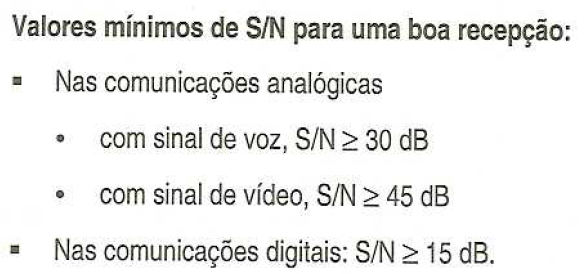 Valores mínimos de S/N para uma boa recepção:
▪ Nas comunicações analógicas
• com sinal de voz, S/N ≥ 30 dB
• com sinal de vídeo, S/N ≥ 45 dB
▪ Nas comunicações digitais: S/N ≥ 15 dB.